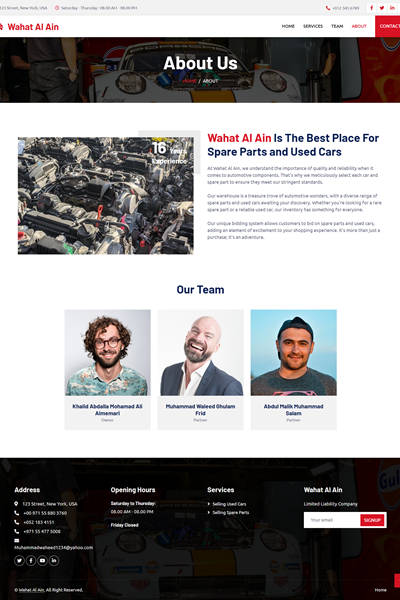 123 Street, New York, USA
Saturday - Thursday : 08.00 AM - 08.00 PM
+012 345 6789
Wahat Al Ain
HOME
SERVICES
TEAM
ABOUT
CONTACT
About Us
HOME / ABOUT
16 Years
Experience
Wahat Al Ain Is The Best Place For
Spare Parts and Used Cars
At Wahat Al Ain, we understand the importance of quality and reliability when it
comes to automotive components. That's why we meticulously select each car and
spare part to ensure they meet our stringent standards.
Our warehouse is a treasure trove of automotive wonders, with a diverse range of
spare parts and used cars awaiting your discovery. Whether you're looking for a rare
spare part or a reliable used car, our inventory has something for everyone.
Our unique bidding system allows customers to bid on spare parts and used cars,
adding an element of excitement to your shopping experience. It's more than just a
purchase; it's an adventure.
Our Team
Khalid Abdalla Mohamad Ali
Almemari
Owner
Muhammad Waleed Ghulam
Frid
Partner
Abdul Malik Muhammad
Salam
Partner
Address
123 Street, New York, USA
+00 971 55 880 3760
+052 183 4151
+971 55 477 3008
Muhammadwaheed1234@yahoo.com
Opening Hours
Saturday to Thursday:
08.00 AM - 08.00 PM
Friday Closed
Services
Selling Used Cars
Selling Spare Parts
Wahat Al Ain
Limited Liability Company
Your email
SIGNUP
© Wahat Al Ain, All Right Reserved.
Home